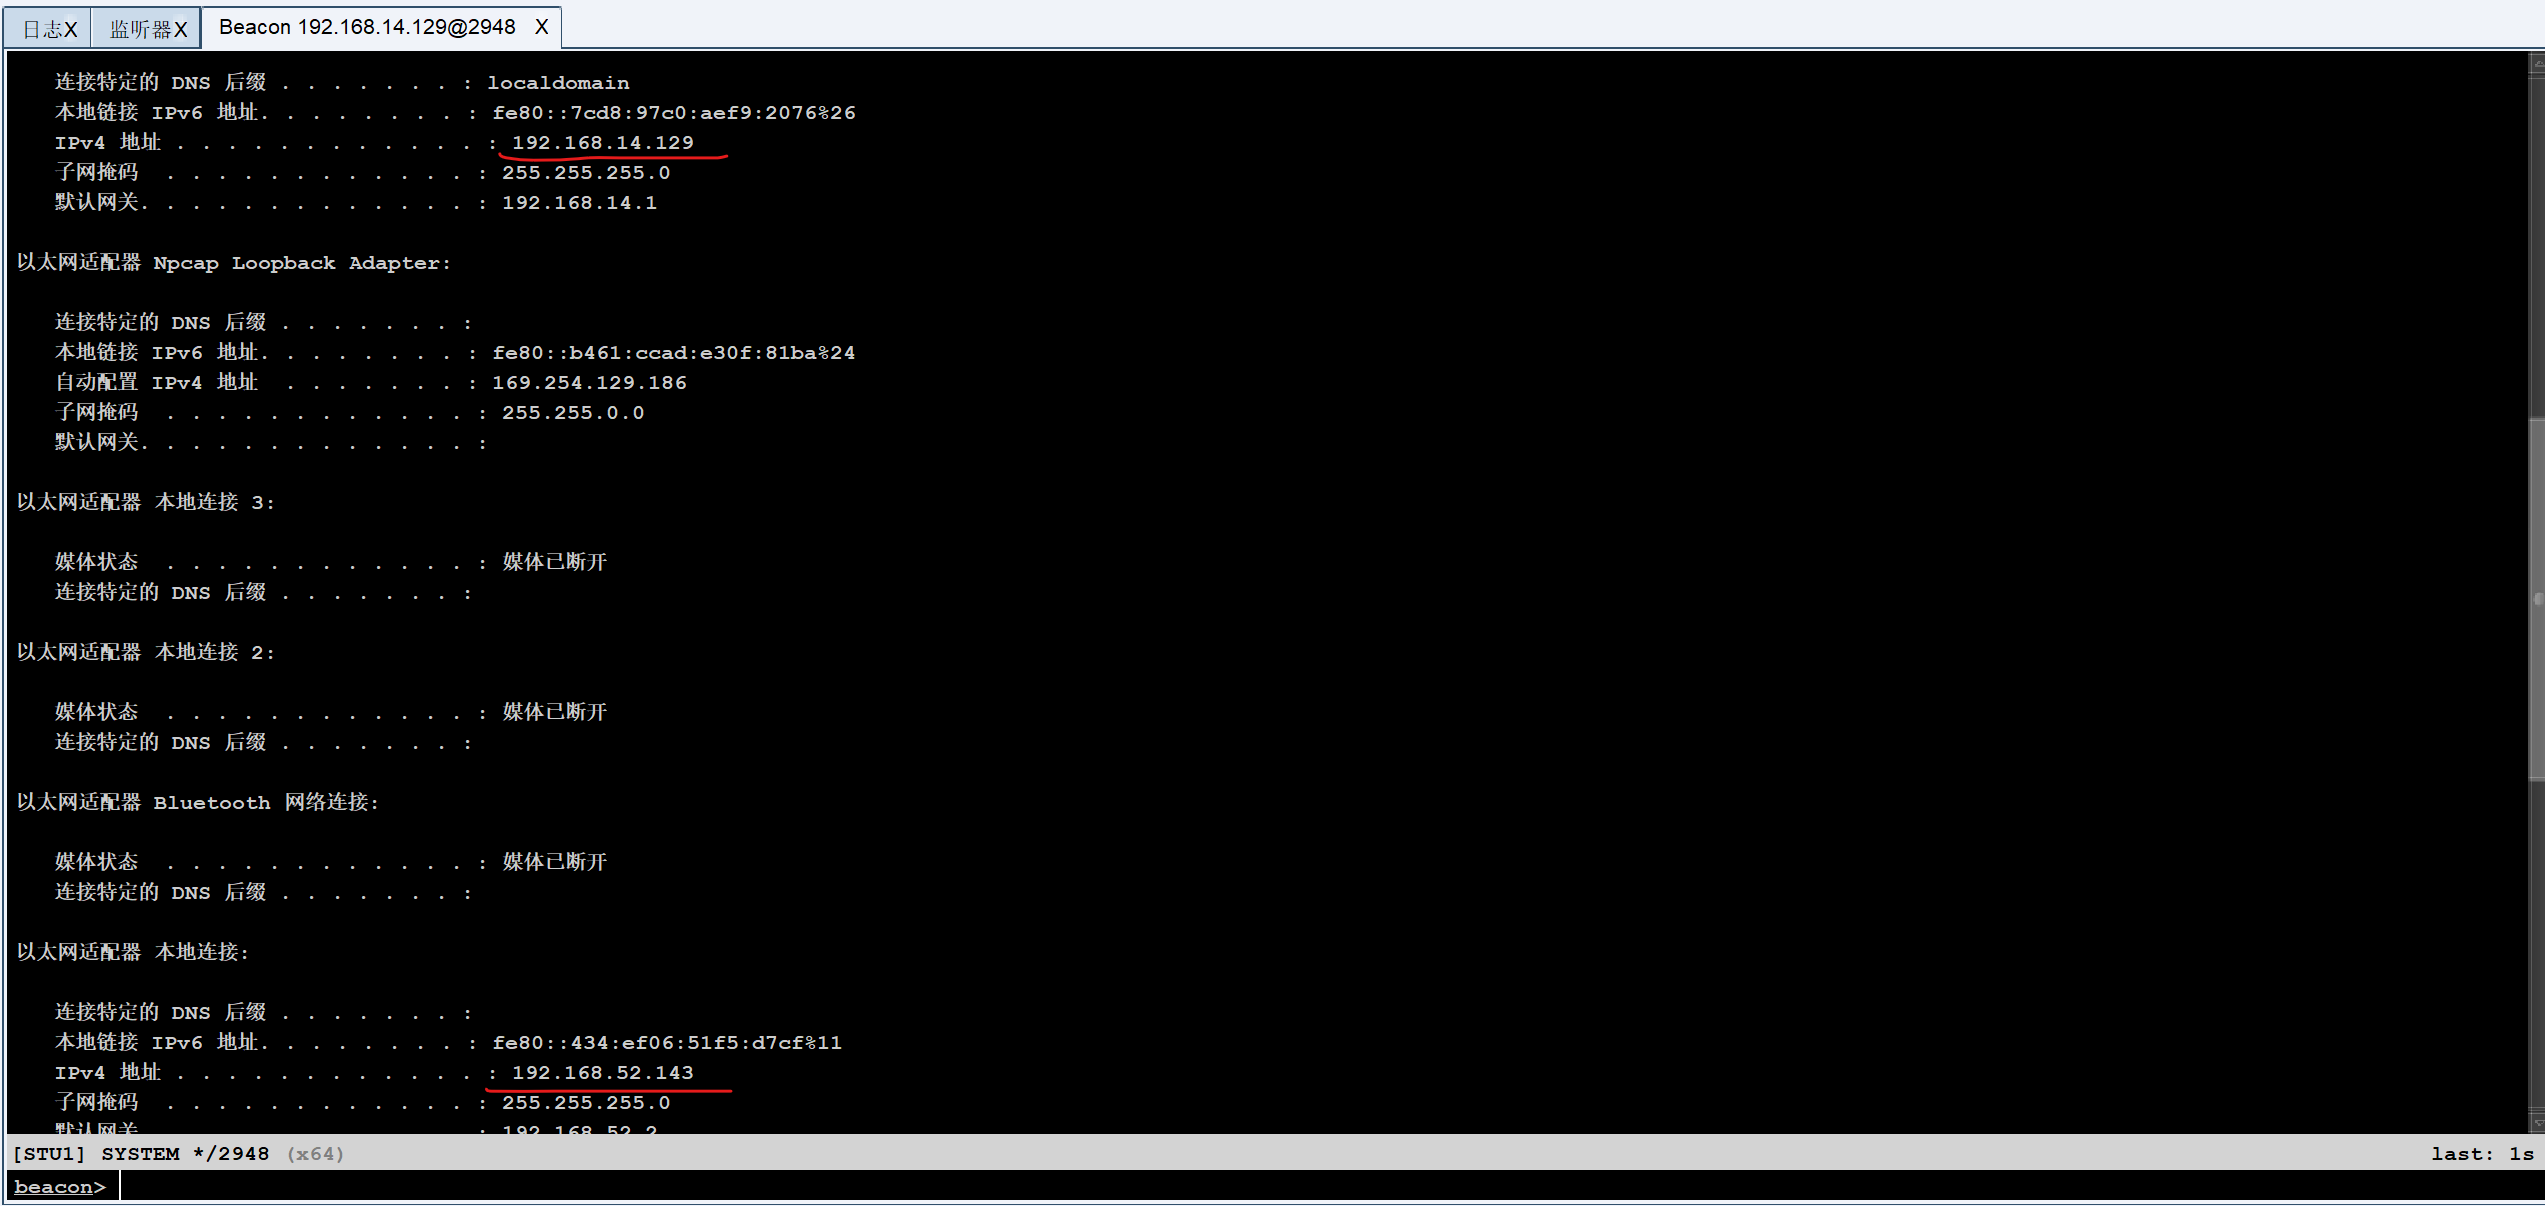 日志X 监听器X Beacon 192.168.14.129@2948 X
连接特定的 DNS 后缀 . . . . . . . : localdomain
本地链接 IPv6 地址. . . . . . . . : fe80::7cd8:97c0:aef9:2076%26
IPv4 地址 . . . . . . . . . . . . : 192.168.14.129
子网掩码  . . . . . . . . . . . . . : 255.255.255.0
默认网关. . . . . . . . . . . . . . : 192.168.14.1
以太网适配器 Npcap Loopback Adapter:
连接特定的 DNS 后缀 . . . . . . . :
本地链接 IPv6 地址. . . . . . . . : fe80::b461:ccad:e30f:81ba%24
自动配置 IPv4 地址  . . . . . . . . : 169.254.129.186
子网掩码  . . . . . . . . . . . . . : 255.255.0.0
默认网关. . . . . . . . . . . . . . :
以太网适配器 本地连接 3:
媒体状态  . . . . . . . . . . . . . : 媒体已断开
连接特定的 DNS 后缀 . . . . . . . :
以太网适配器 本地连接 2:
媒体状态  . . . . . . . . . . . . . : 媒体已断开
连接特定的 DNS 后缀 . . . . . . . :
以太网适配器 Bluetooth 网络连接:
媒体状态  . . . . . . . . . . . . . : 媒体已断开
连接特定的 DNS 后缀 . . . . . . . :
以太网适配器 本地连接:
连接特定的 DNS 后缀 . . . . . . . :
本地链接 IPv6 地址. . . . . . . . : fe80::434:ef06:51f5:d7cf%11
IPv4 地址 . . . . . . . . . . . . : 192.168.52.143
子网掩码  . . . . . . . . . . . . . : 255.255.255.0
默认网关 : 192.168.52.2
[STU1] SYSTEM */2948 (x64) last: 1s
beacon>